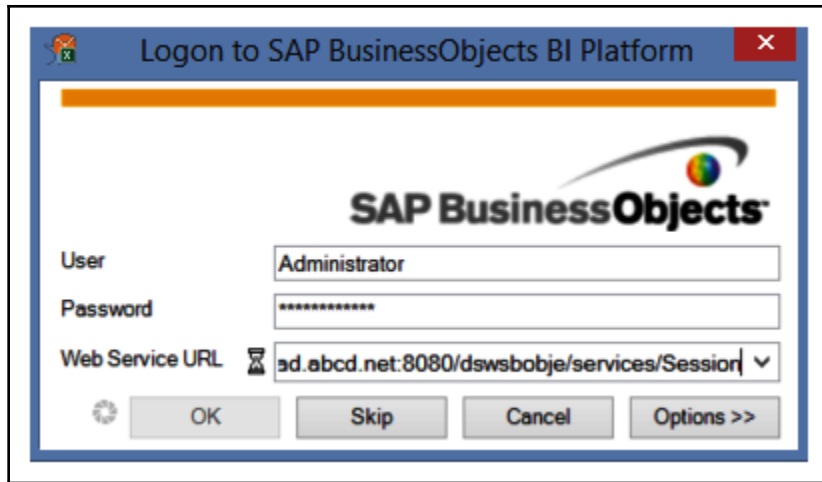 Logon to SAP BusinessObjects BI Platform
SAP BusinessObjects
User Administrator
Password ************
Web Service URL ad.abcd.net:8080/dswsbobje/services/Session
OK Skip Cancel Options >>